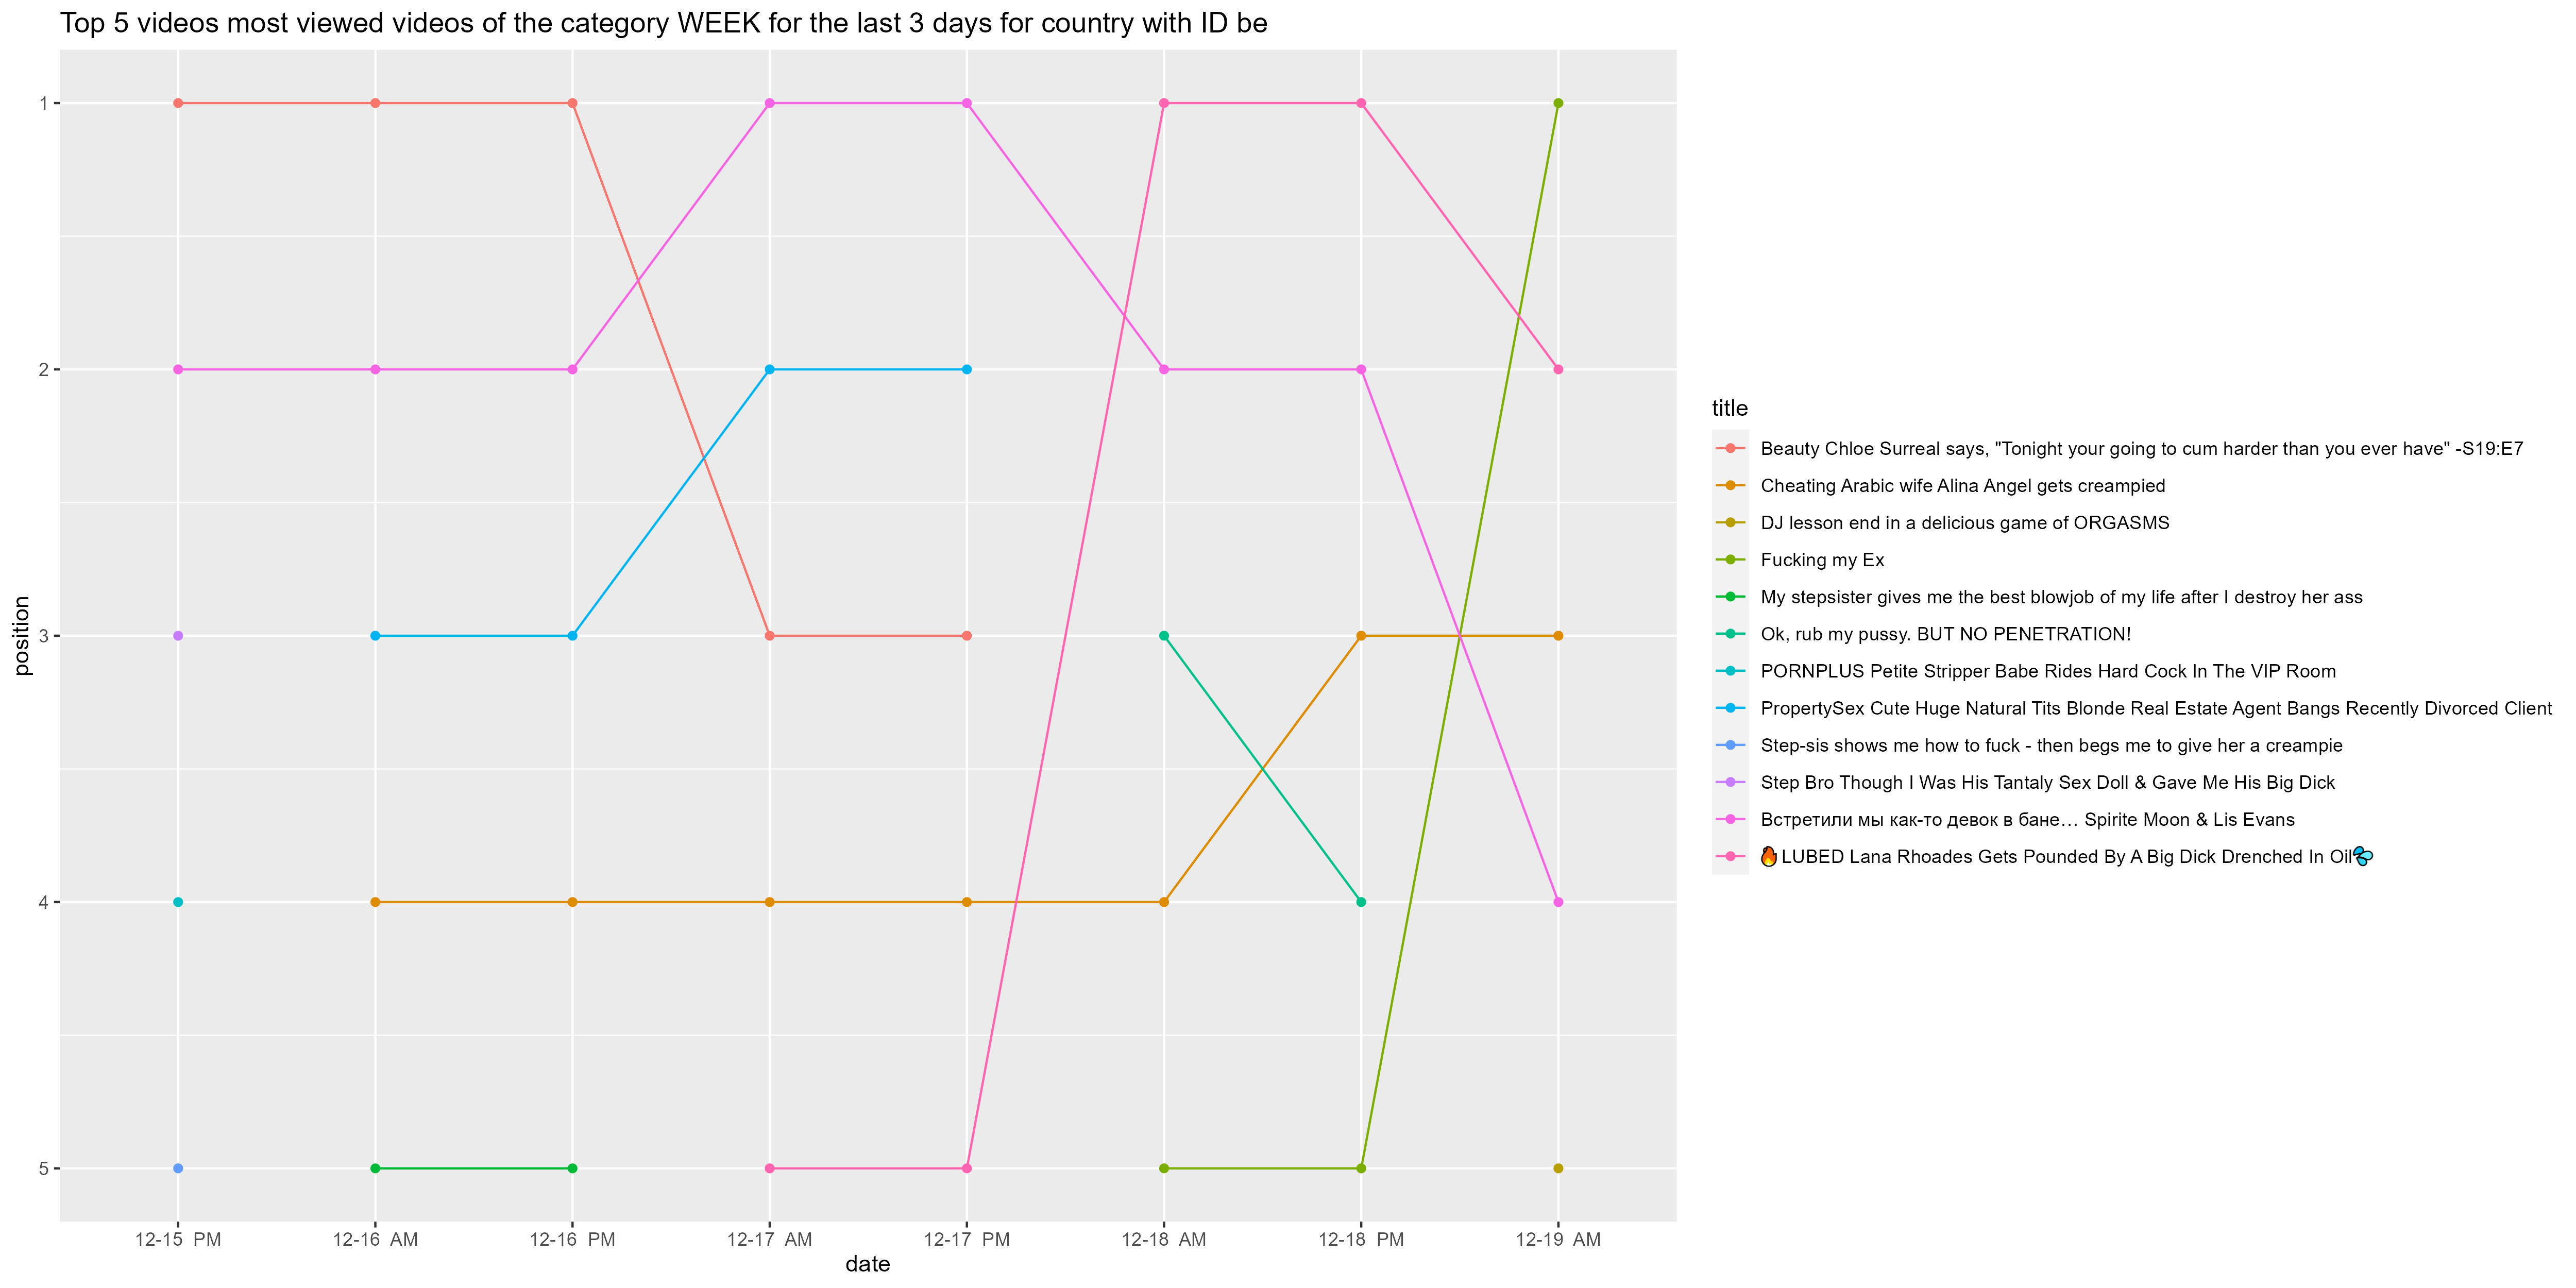 Top 5 videos most viewed videos of the category WEEK for the last 3 days for country with ID be
position
1
2
3
4
5
12-15 PM
12-16 AM
12-16 PM
12-17 AM
12-17 PM
12-18 AM
12-18 PM
12-19 AM
date
title
Beauty Chloe Surreal says, "Tonight your going to cum harder than you ever have" -S19:E7
Cheating Arabic wife Alina Angel gets creampied
DJ lesson end in a delicious game of ORGASMS
Fucking my Ex
My stepsister gives me the best blowjob of my life after I destroy her ass
Ok, rub my pussy. BUT NO PENETRATION!
PORNPLUS Petite Stripper Babe Rides Hard Cock In The VIP Room
PropertySex Cute Huge Natural Tits Blonde Real Estate Agent Bangs Recently Divorced Client
Step-sis shows me how to fuck - then begs me to give her a creampie
Step Bro Though I Was His Tantaly Sex Doll & Gave Me His Big Dick
Встретили мы как-то девок в бане… Spirite Moon & Lis Evans
🔥LUBED Lana Rhoades Gets Pounded By A Big Dick Drenched In Oil💦